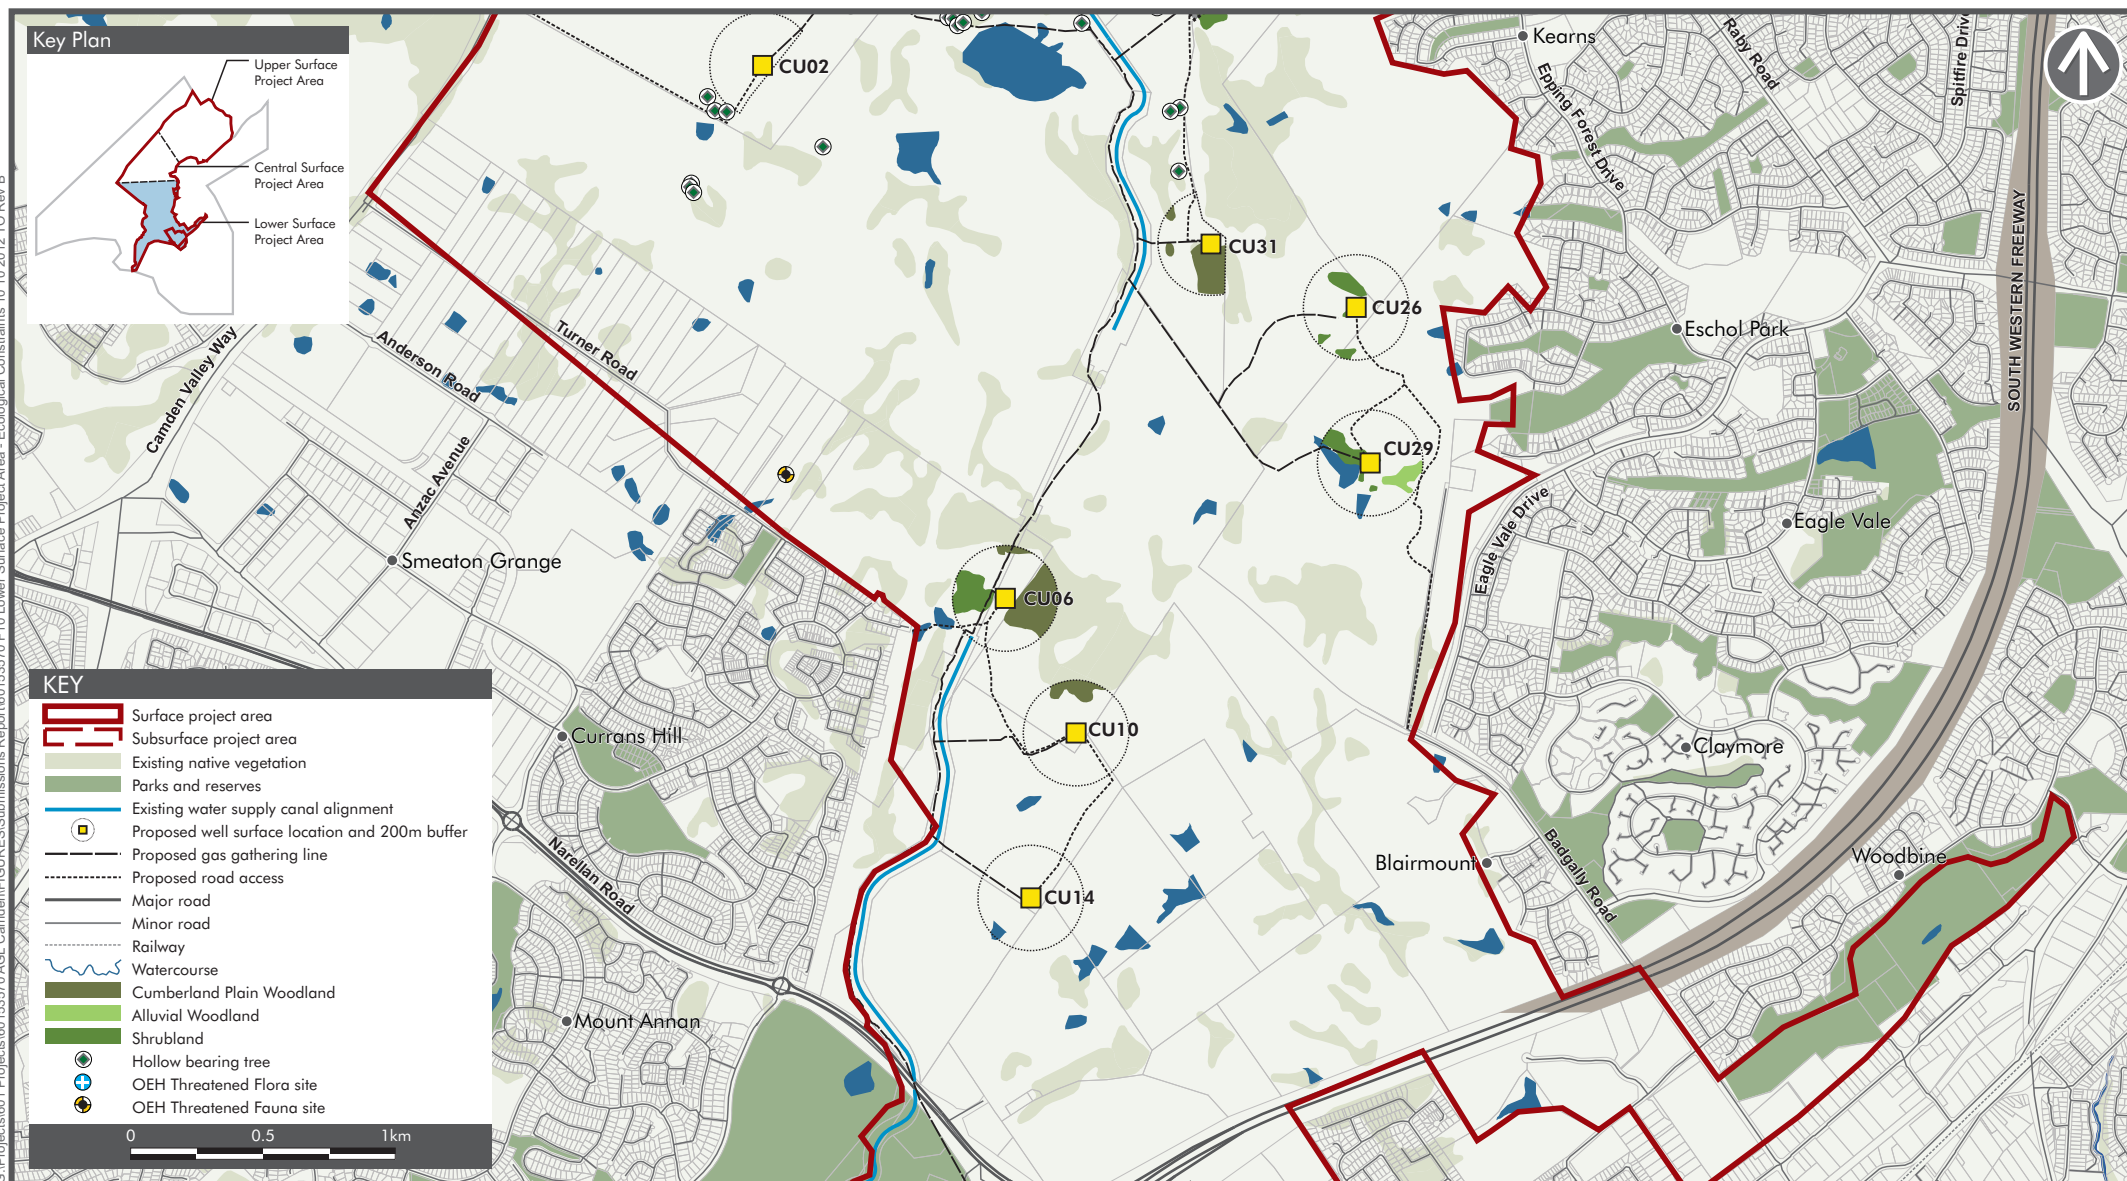 Key Plan
Upper Surface
Project Area
Central Surface
Project Area
Lower Surface
Project Area
CU02
CU31
CU26
CU29
CU06
CU10
CU14
Kearns
Raby Road
Spitfire Drive
Epping Forest Drive
SOUTH WESTERN FREEWAY
Eschol Park
Eagle Vale
Eagle Vale Drive
Claymore
Woodbine
Blairmount
Badgally Road
Camden Valley Way
Anderson Road
Turner Road
Anzac Avenue
Smeaton Grange
Currans Hill
Narellan Road
Mount Annan
KEY
Surface project area
Subsurface project area
Existing native vegetation
Parks and reserves
Existing water supply canal alignment
Proposed well surface location and 200m buffer
Proposed gas gathering line
Proposed road access
Major road
Minor road
Railway
Watercourse
Cumberland Plain Woodland
Alluvial Woodland
Shrubland
Hollow bearing tree
OEH Threatened Flora site
OEH Threatened Fauna site
0 0.5 1km